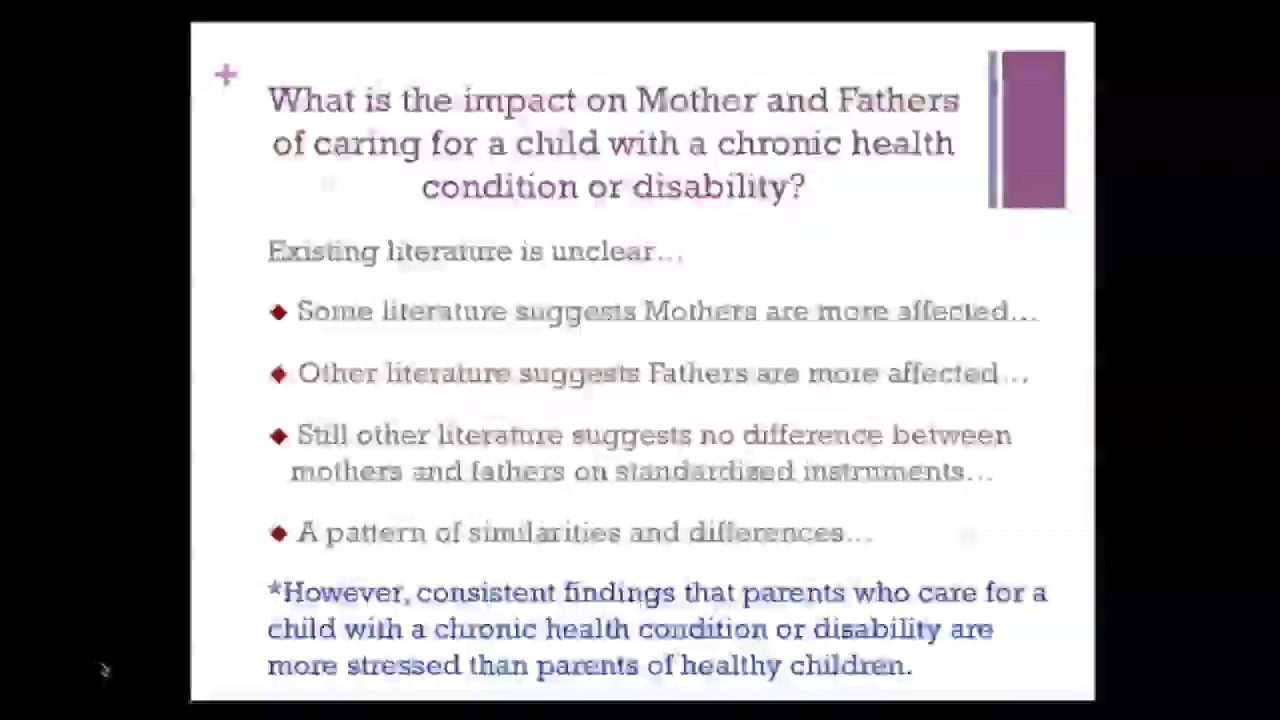 +
What is the impact on Mother and Fathers
of caring for a child with a chronic health
condition or disability?
Existing literature is unclear…
◆ Some literature suggests Mothers are more affected…
◆ Other literature suggests Fathers are more affected…
◆ Still other literature suggests no difference between
mothers and fathers on standardized instruments…
◆ A pattern of similarities and differences…
*However, consistent findings that parents who care for a
child with a chronic health condition or disability are
more stressed than parents of healthy children.